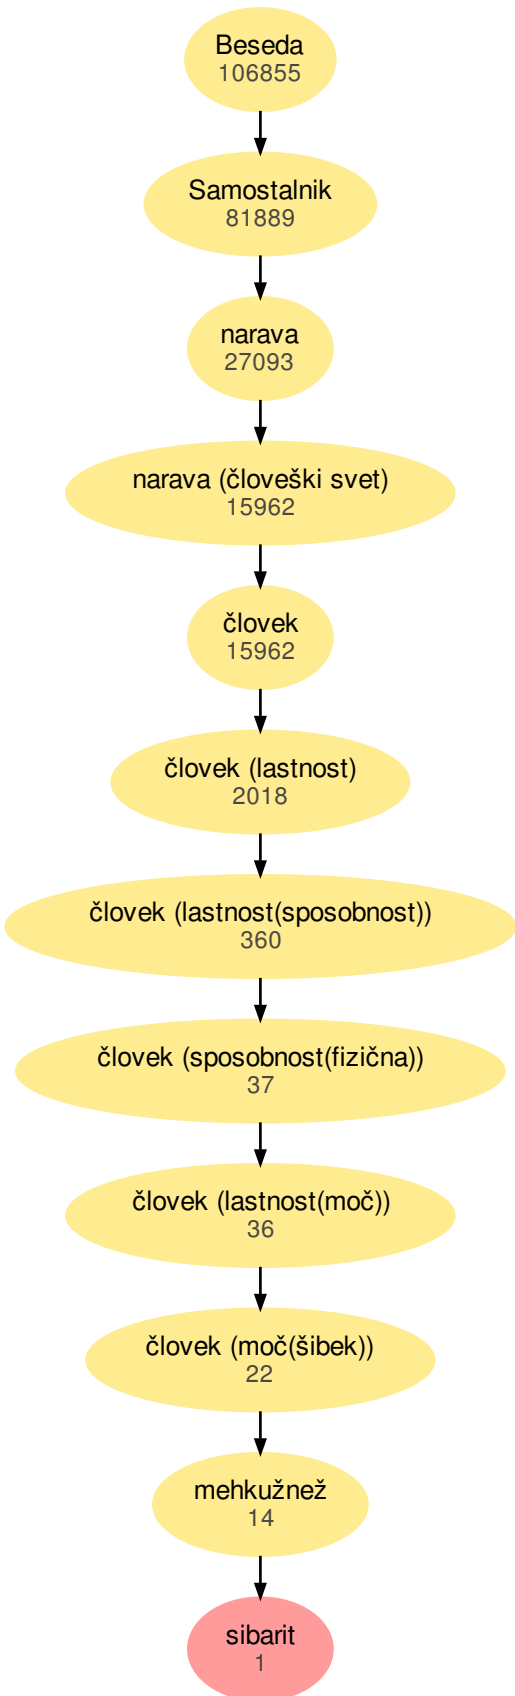 Beseda
106855
Samostalnik
81889
narava
27093
narava (človeški svet)
15962
človek
15962
človek (lastnost)
2018
človek (lastnost(sposobnost))
360
človek (sposobnost(fizična))
37
človek (lastnost(moč))
36
človek (moč(šibek))
22
mehkužnež
14
sibarit
1